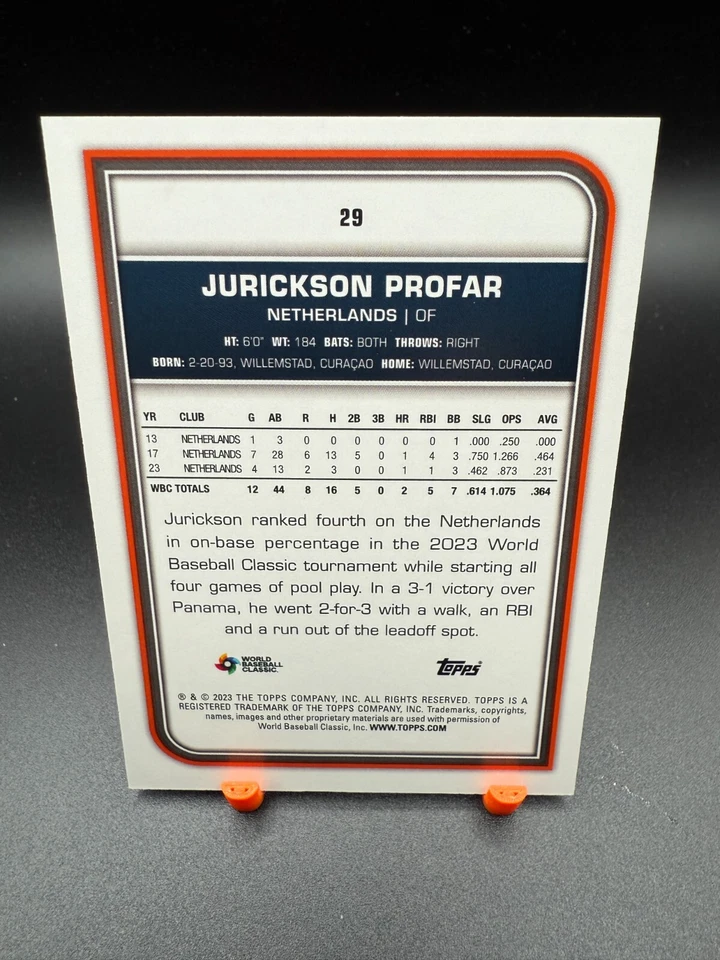 29
JURICKSON PROFAR
NETHERLANDS | OF
HT: 6'0" WT: 184 BATS: BOTH THROWS: RIGHT
BORN: 2-20-93, WILLEMSTAD, CURAÇAO HOME: WILLEMSTAD, CURAÇAO
YR CLUB G AB R H 2B 3B HR RBI BB SLG OPS AVG
13 NETHERLANDS 1 3 0 0 0 0 0 0 1 .000 .250 .000
17 NETHERLANDS 7 28 6 13 5 0 1 4 3 .750 1.266 .464
23 NETHERLANDS 4 13 2 3 0 0 1 1 3 .462 .873 .231
WBC TOTALS 12 44 8 16 5 0 2 5 7 .614 1.075 .364
Jurickson ranked fourth on the Netherlands
in on-base percentage in the 2023 World
Baseball Classic tournament while starting all
four games of pool play. In a 3-1 victory over
Panama, he went 2-for-3 with a walk, an RBI
and a run out of the leadoff spot.
WORLD
BASEBALL
CLASSIC
Topps
® & © 2023 THE TOPPS COMPANY, INC. ALL RIGHTS RESERVED. TOPPS IS A
REGISTERED TRADEMARK OF THE TOPPS COMPANY, INC. Trademarks, copyrights,
names, images and other proprietary materials are used with permission of
World Baseball Classic, Inc. WWW.TOPPS.COM